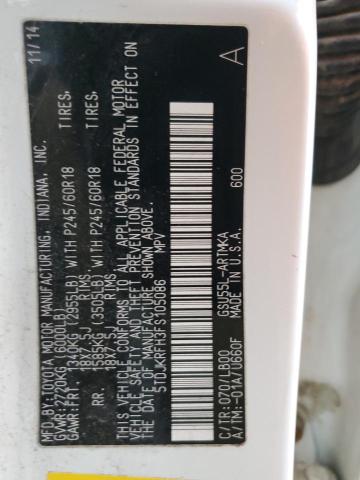 MFD.BY:TOYOTA MOTOR MANUFACTURING, INDIANA, INC. 11/14
GVWR:2720KG (6000LB)
GAWR:FRT. 1340KG (2955LB) WITH P245/60R18 TIRES,
18X7.5J RIMS,
RR 1589KG (3505LB) WITH P245/60R18 TIRES,
18X7.5J RIMS,
THIS VEHICLE CONFORMS TO ALL APPLICABLE FEDERAL MOTOR
VEHICLE SAFETY AND THEFT PREVENTION STANDARDS IN EFFECT ON
THE DATE OF MANUFACTURE SHOWN ABOVE.
5TDJKRFH3FS105086 MPV
C/TR:070/LB00 GSU55L-ARTMKA
A/TM:-01A/U660F MADE IN U.S.A. 600 A